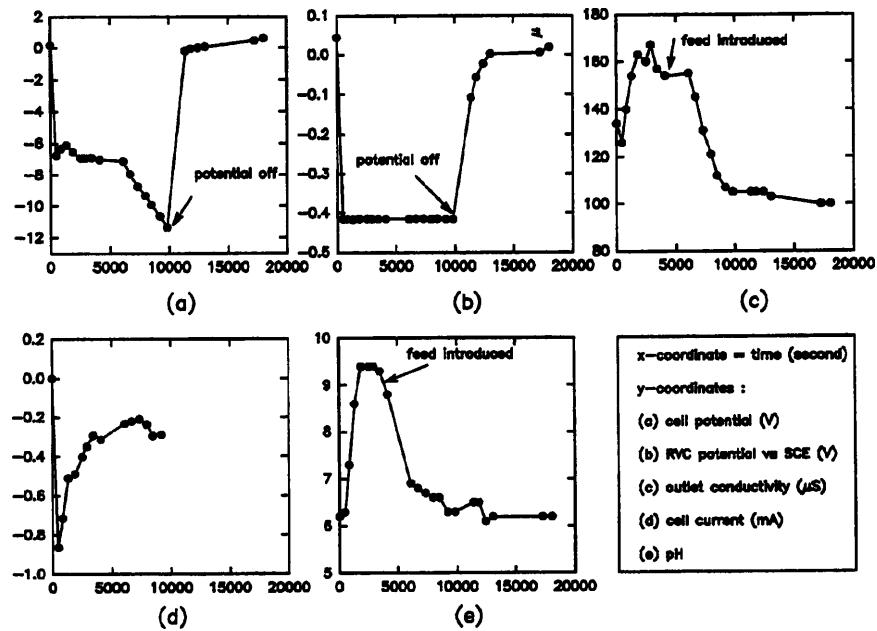 2
0
−2
−4
−6
−8
−10
−12
potential off
0 5000 10000 15000 20000
(a)
0.1
0.0
−0.1
−0.2
−0.3
−0.4
−0.5
μ
potential off
0 5000 10000 15000 20000
(b)
180
160
140
120
100
80
feed introduced
0 5000 10000 15000 20000
(c)
0.2
0.0
−0.2
−0.4
−0.6
−0.8
−1.0
0 5000 10000 15000 20000
(d)
10
9
8
7
6
5
feed introduced
0 5000 10000 15000 20000
(e)
x−coordinate = time (second)
y−coordinates :
(a) cell potential (V)
(b) RVC potential vs SCE (V)
(c) outlet conductivity (μS)
(d) cell current (mA)
(e) pH